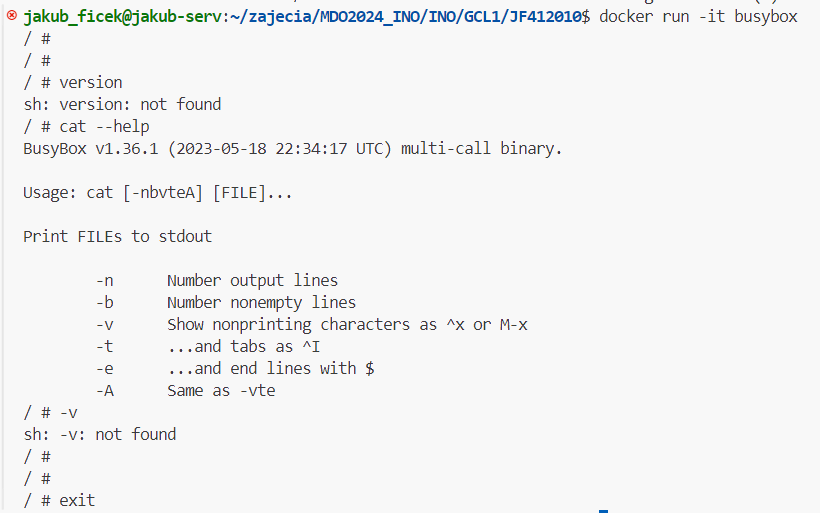 jakub_ficek@jakub-serv:~/zajecia/MDO2024_INO/INO/GCL1/JF412010$ docker run -it busybox
/ #
/ #
/ # version
sh: version: not found
/ # cat --help
BusyBox v1.36.1 (2023-05-18 22:34:17 UTC) multi-call binary.

Usage: cat [-nbvteA] [FILE]...

Print FILEs to stdout

        -n      Number output lines
        -b      Number nonempty lines
        -v      Show nonprinting characters as ^x or M-x
        -t      ...and tabs as ^I
        -e      ...and end lines with $
        -A      Same as -vte
/ # -v
sh: -v: not found
/ #
/ #
/ # exit